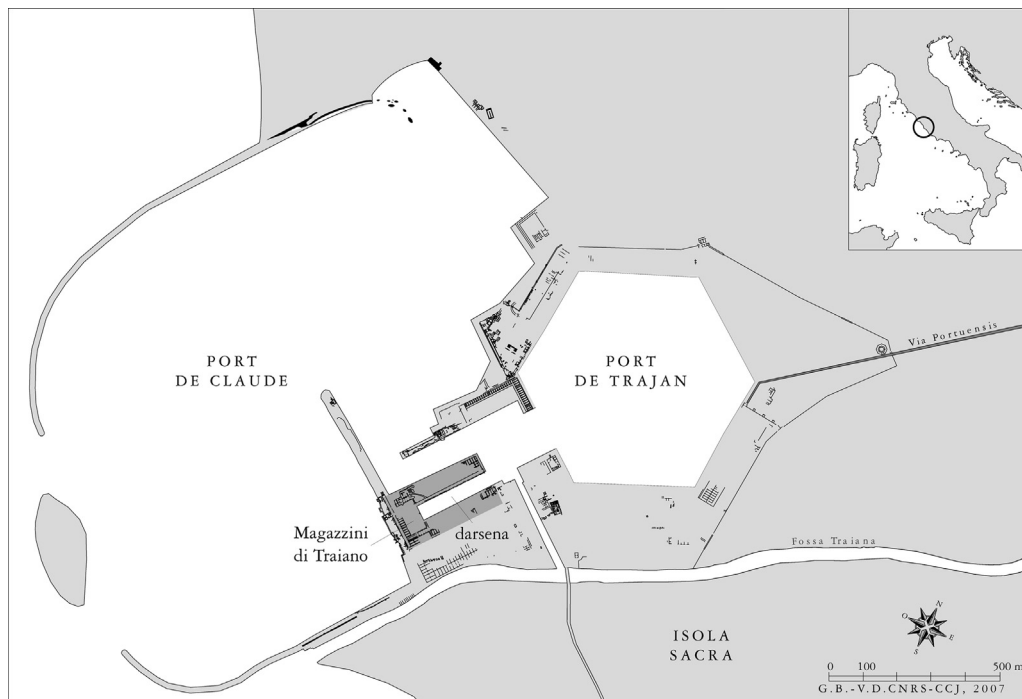 PORT
DE CLAUDE
PORT
DE TRAJAN
Via Portuensis
Magazzini
di Traiano
darsena
Fossa Traiana
ISOLA
SACRA
N
O
E
S
0 100 500 m
G.B.-V.D.CNRS-CCJ, 2007